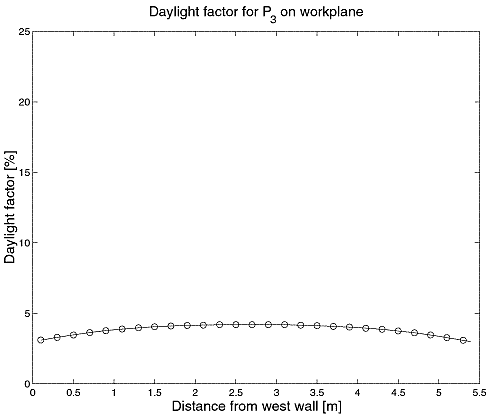 Daylight factor for P3 on workplane
25
20
15
10
5
0
Daylight factor [%]
0 0.5 1 1.5 2 2.5 3 3.5 4 4.5 5 5.5
Distance from west wall [m]